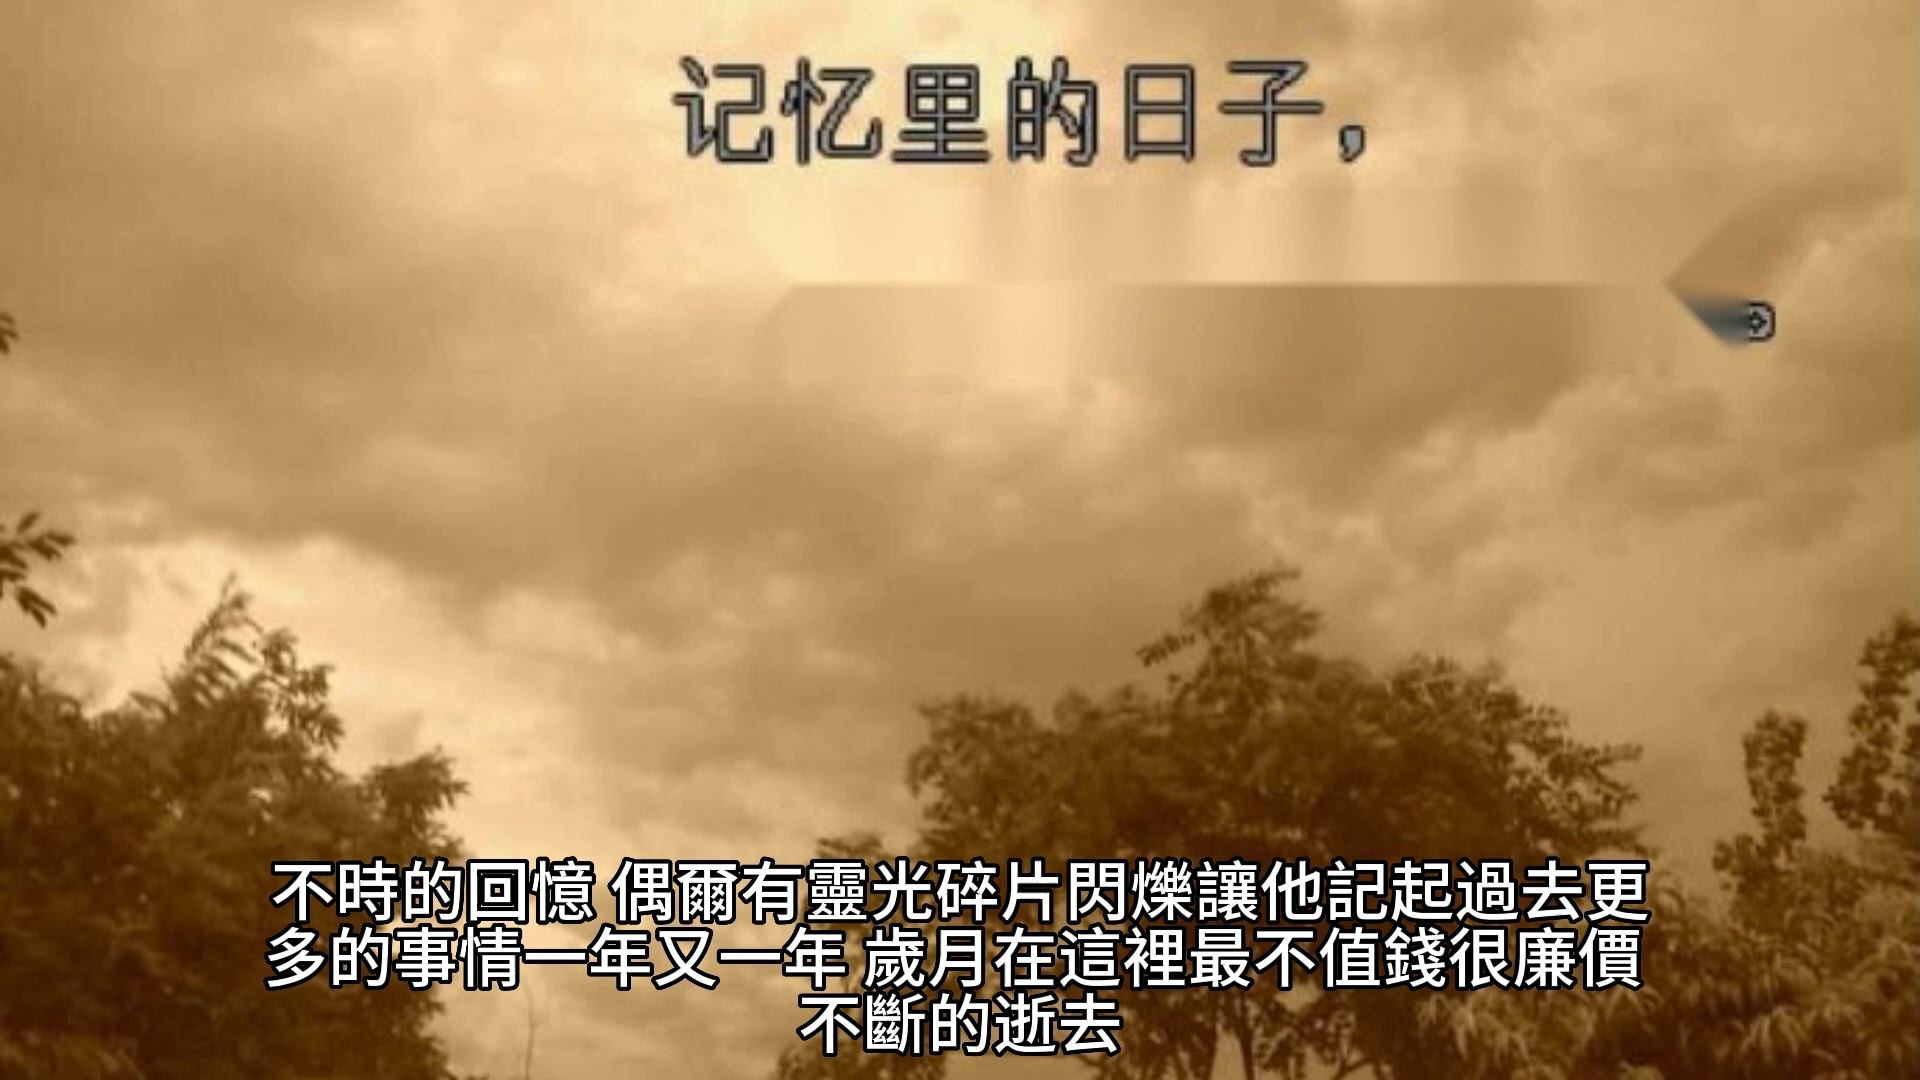 记忆里的日子，
不時的回憶 偶爾有靈光碎片閃爍讓他記起過去更
多的事情一年又一年 歲月在這裡最不值錢很廉價
不斷的逝去